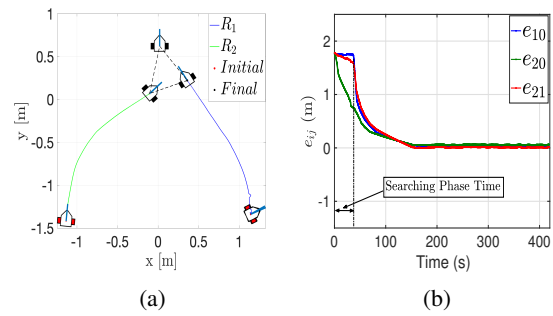 1
0.5
0
-0.5
-1
-1.5
y [m]
-1 -0.5 0 0.5 1
x [m]
R1
R2
Initial
Final
(a)
2
1
0
-1
e_ij (m)
e10
e20
e21
Searching Phase Time
0 100 200 300 400
Time (s)
(b)